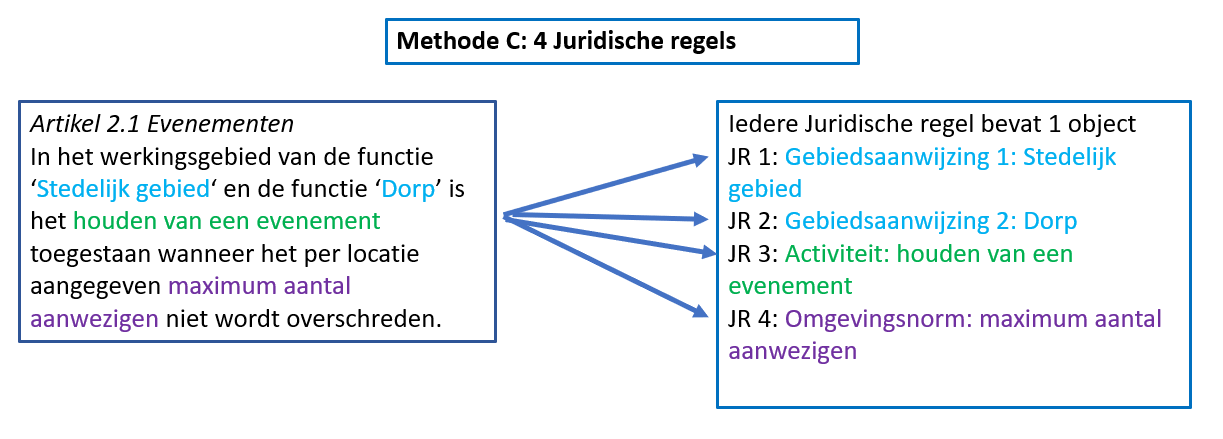 Methode C: 4 Juridische regels
Artikel 2.1 Evenementen
In het werkingsgebied van de functie
‘Stedelijk gebied‘ en de functie ‘Dorp’ is
het houden van een evenement
toegestaan wanneer het per locatie
aangegeven maximum aantal
aanwezigen niet wordt overschreden.
Iedere Juridische regel bevat 1 object
JR 1: Gebiedsaanwijzing 1: Stedelijk
gebied
JR 2: Gebiedsaanwijzing 2: Dorp
JR 3: Activiteit: houden van een
evenement
JR 4: Omgevingsnorm: maximum aantal
aanwezigen